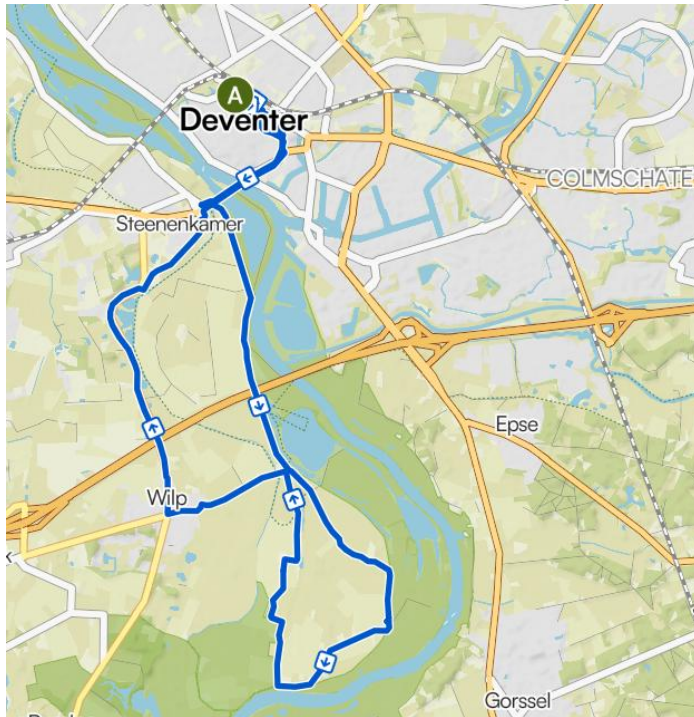 A
Deventer
COLMSCHATE
Steenenkamer
Epse
Wilp
k
Gorssel